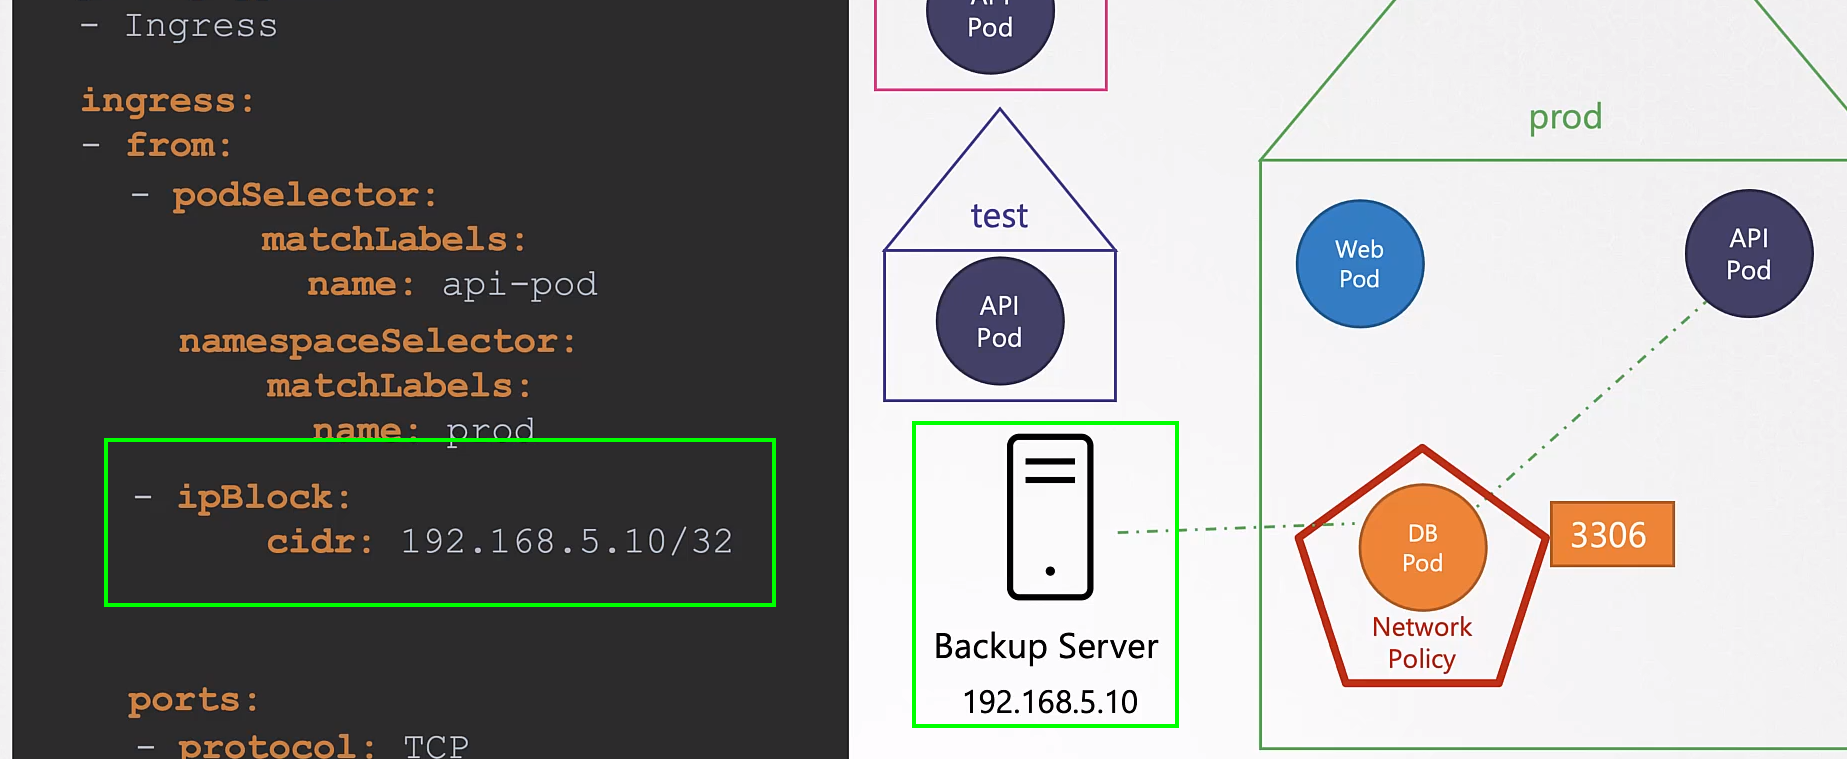 - Ingress
ingress:
- from:
- podSelector:
matchLabels:
name: api-pod
namespaceSelector:
matchLabels:
name: prod
- ipBlock:
cidr: 192.168.5.10/32
ports:
- protocol: TCP
API
Pod
test
API
Pod
Backup Server
192.168.5.10
prod
Web
Pod
API
Pod
DB
Pod
3306
Network
Policy